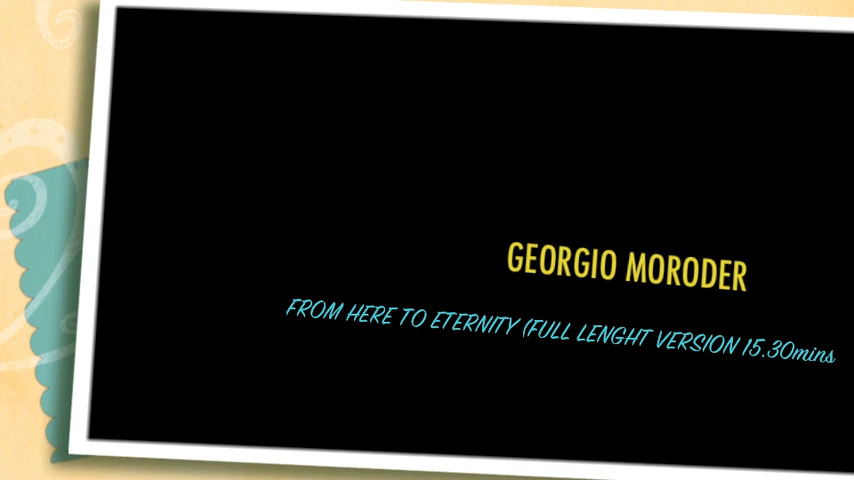 GEORGIO MORODER
FROM HERE TO ETERNITY (FULL LENGHT VERSION 15.30mins